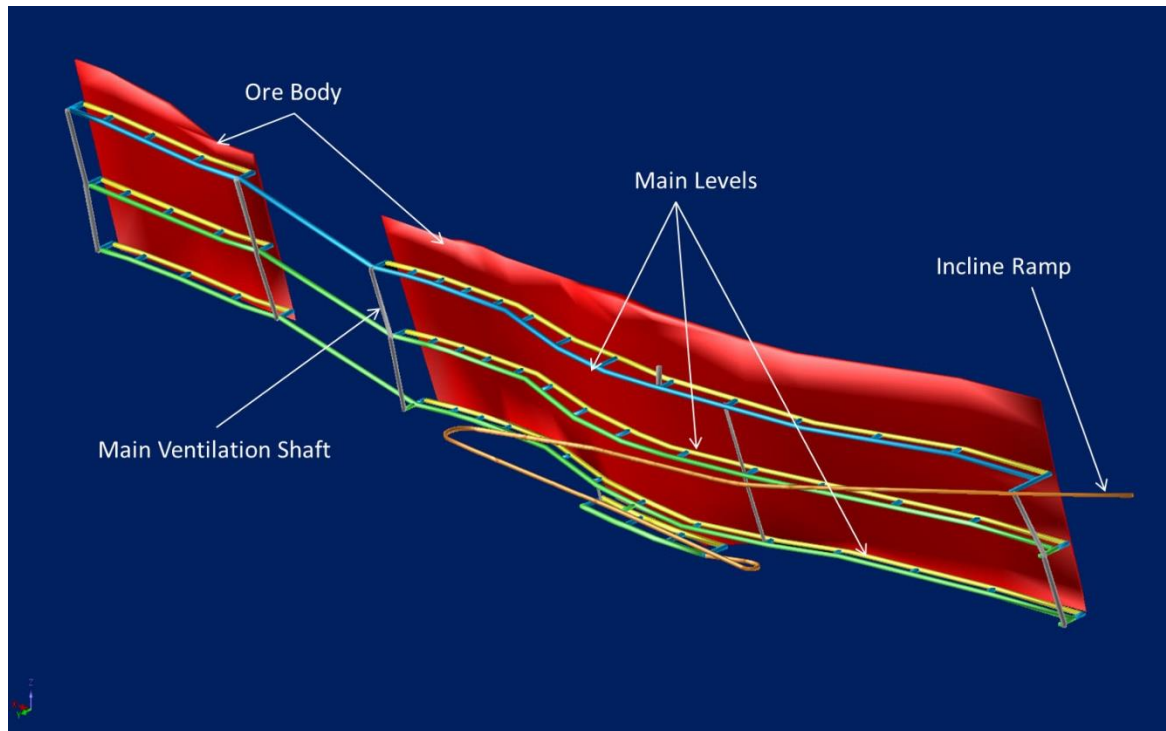 Ore Body
Main Levels
Incline Ramp
Main Ventilation Shaft
Z